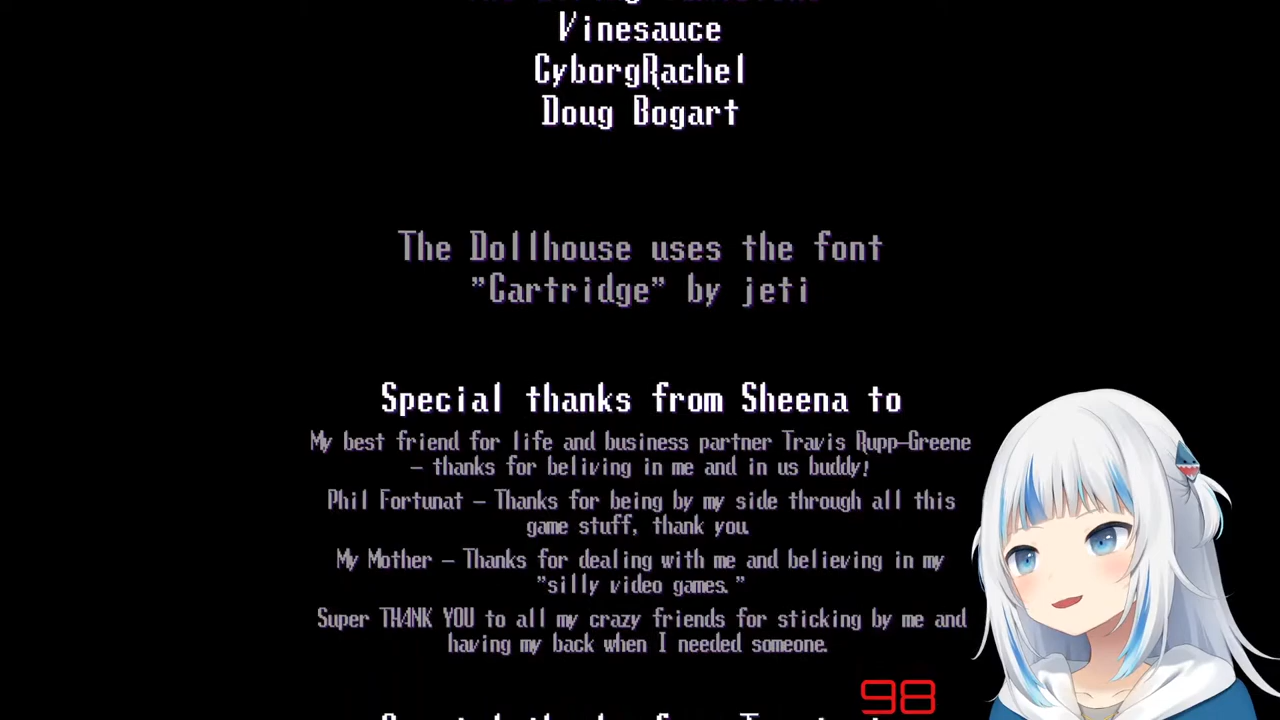 Vinesauce
CyborgRachel
Doug Bogart
The Dollhouse uses the font
"Cartridge" by jeti
Special thanks from Sheena to
My best friend for life and business partner Travis Rupp-Greene
- thanks for beliving in me and in us buddy!
Phil Fortunat - Thanks for being by my side through all this
game stuff, thank you.
My Mother - Thanks for dealing with me and believing in my
"silly video games."
Super THANK YOU to all my crazy friends for sticking by me and
having my back when I needed someone.
98